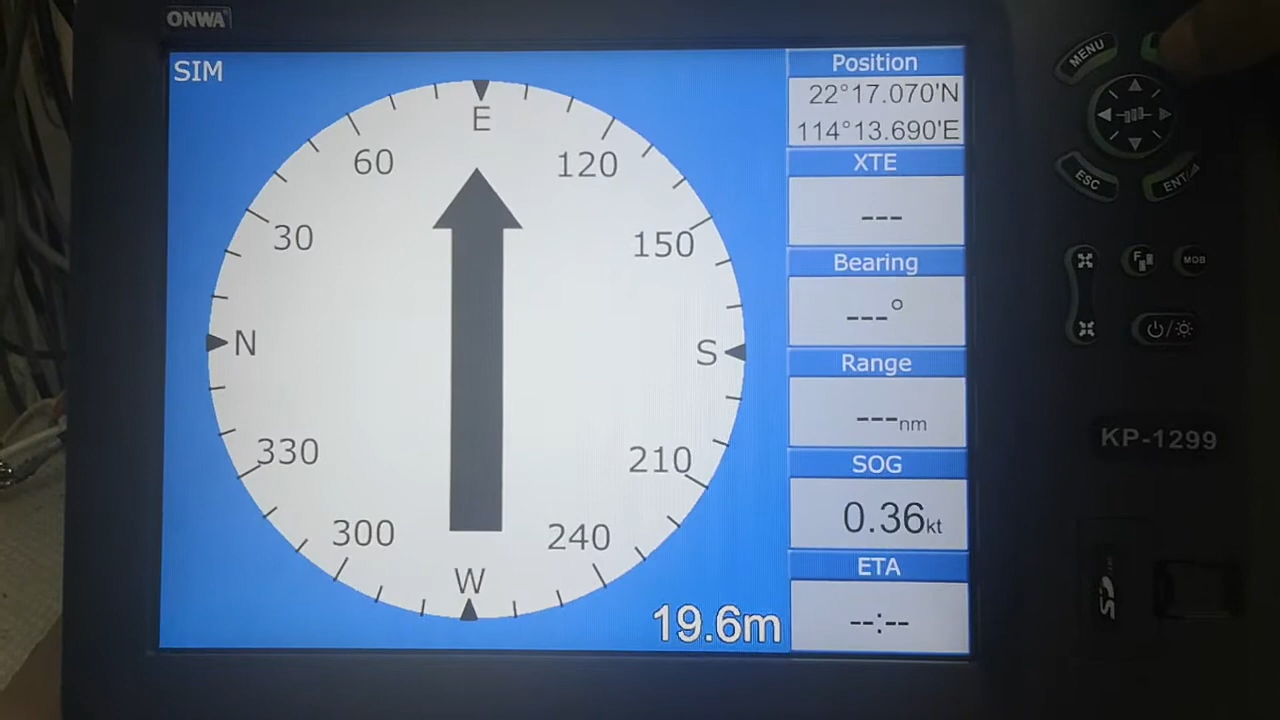 ONWA
SIM
E
60
120
30
150
N
S
330
210
300
240
W
19.6m
Position
22°17.070'N
114°13.690'E
XTE
---
Bearing
---°
Range
---nm
SOG
0.36kt
ETA
--:--
MENU
ESC
ENT/
F
MOB
KP-1299
SD